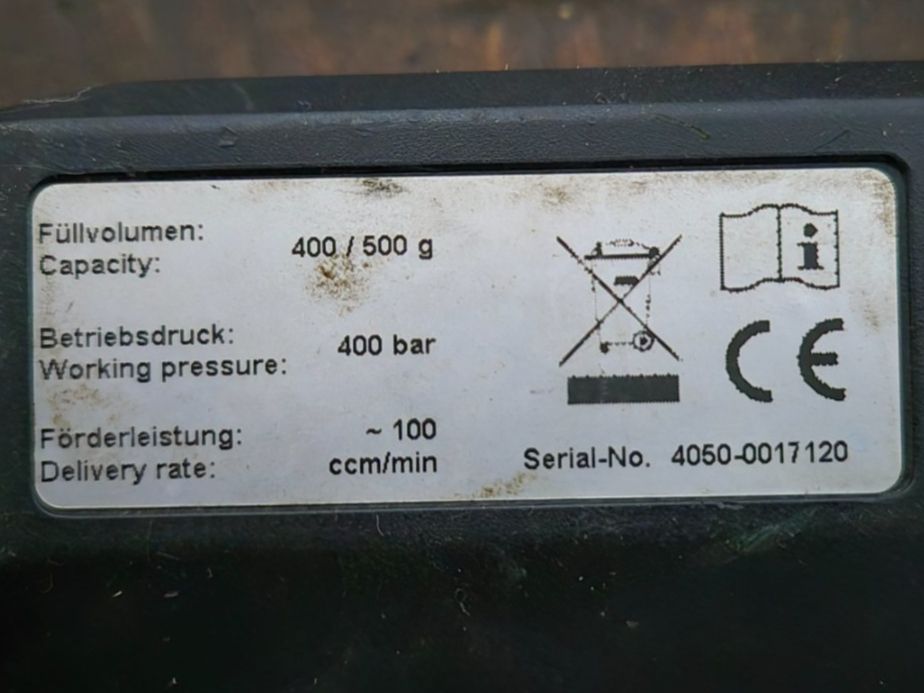 Füllvolumen:
Capacity:
400 / 500 g
Betriebsdruck:
Working pressure:
400 bar
Förderleistung:
Delivery rate:
~ 100
ccm/min
i
CE
Serial-No. 4050-0017120